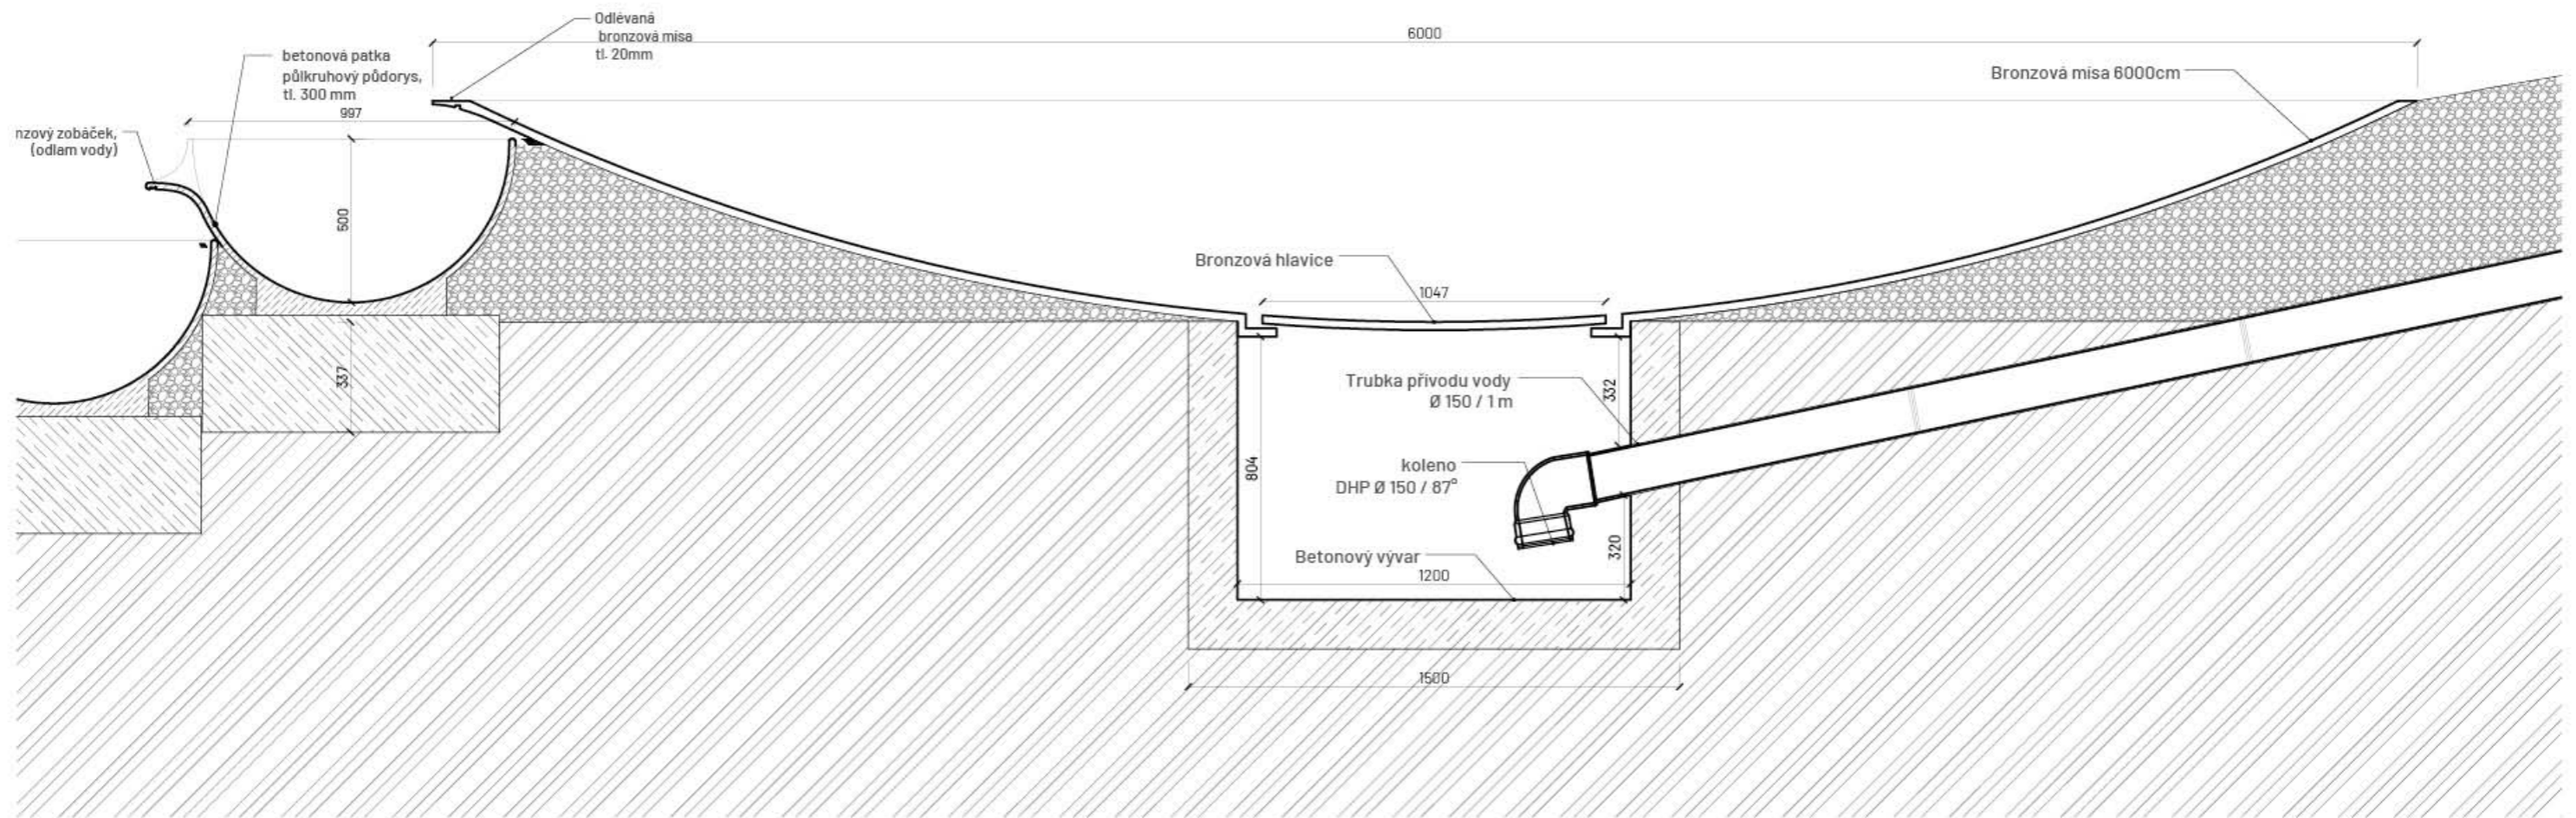 Odlévaná
bronzová mísa
tl. 20mm
6000
betonová patka
půlkruhový půdorys,
tl. 300 mm
997
Bronzová mísa 6000cm
nzový zobáček,
(odlam vody)
500
Bronzová hlavice
1047
337
Trubka přívodu vody
Ø 150 / 1 m
332
koleno
DHP Ø 150 / 87°
804
Betonový vývar
320
1200
1500